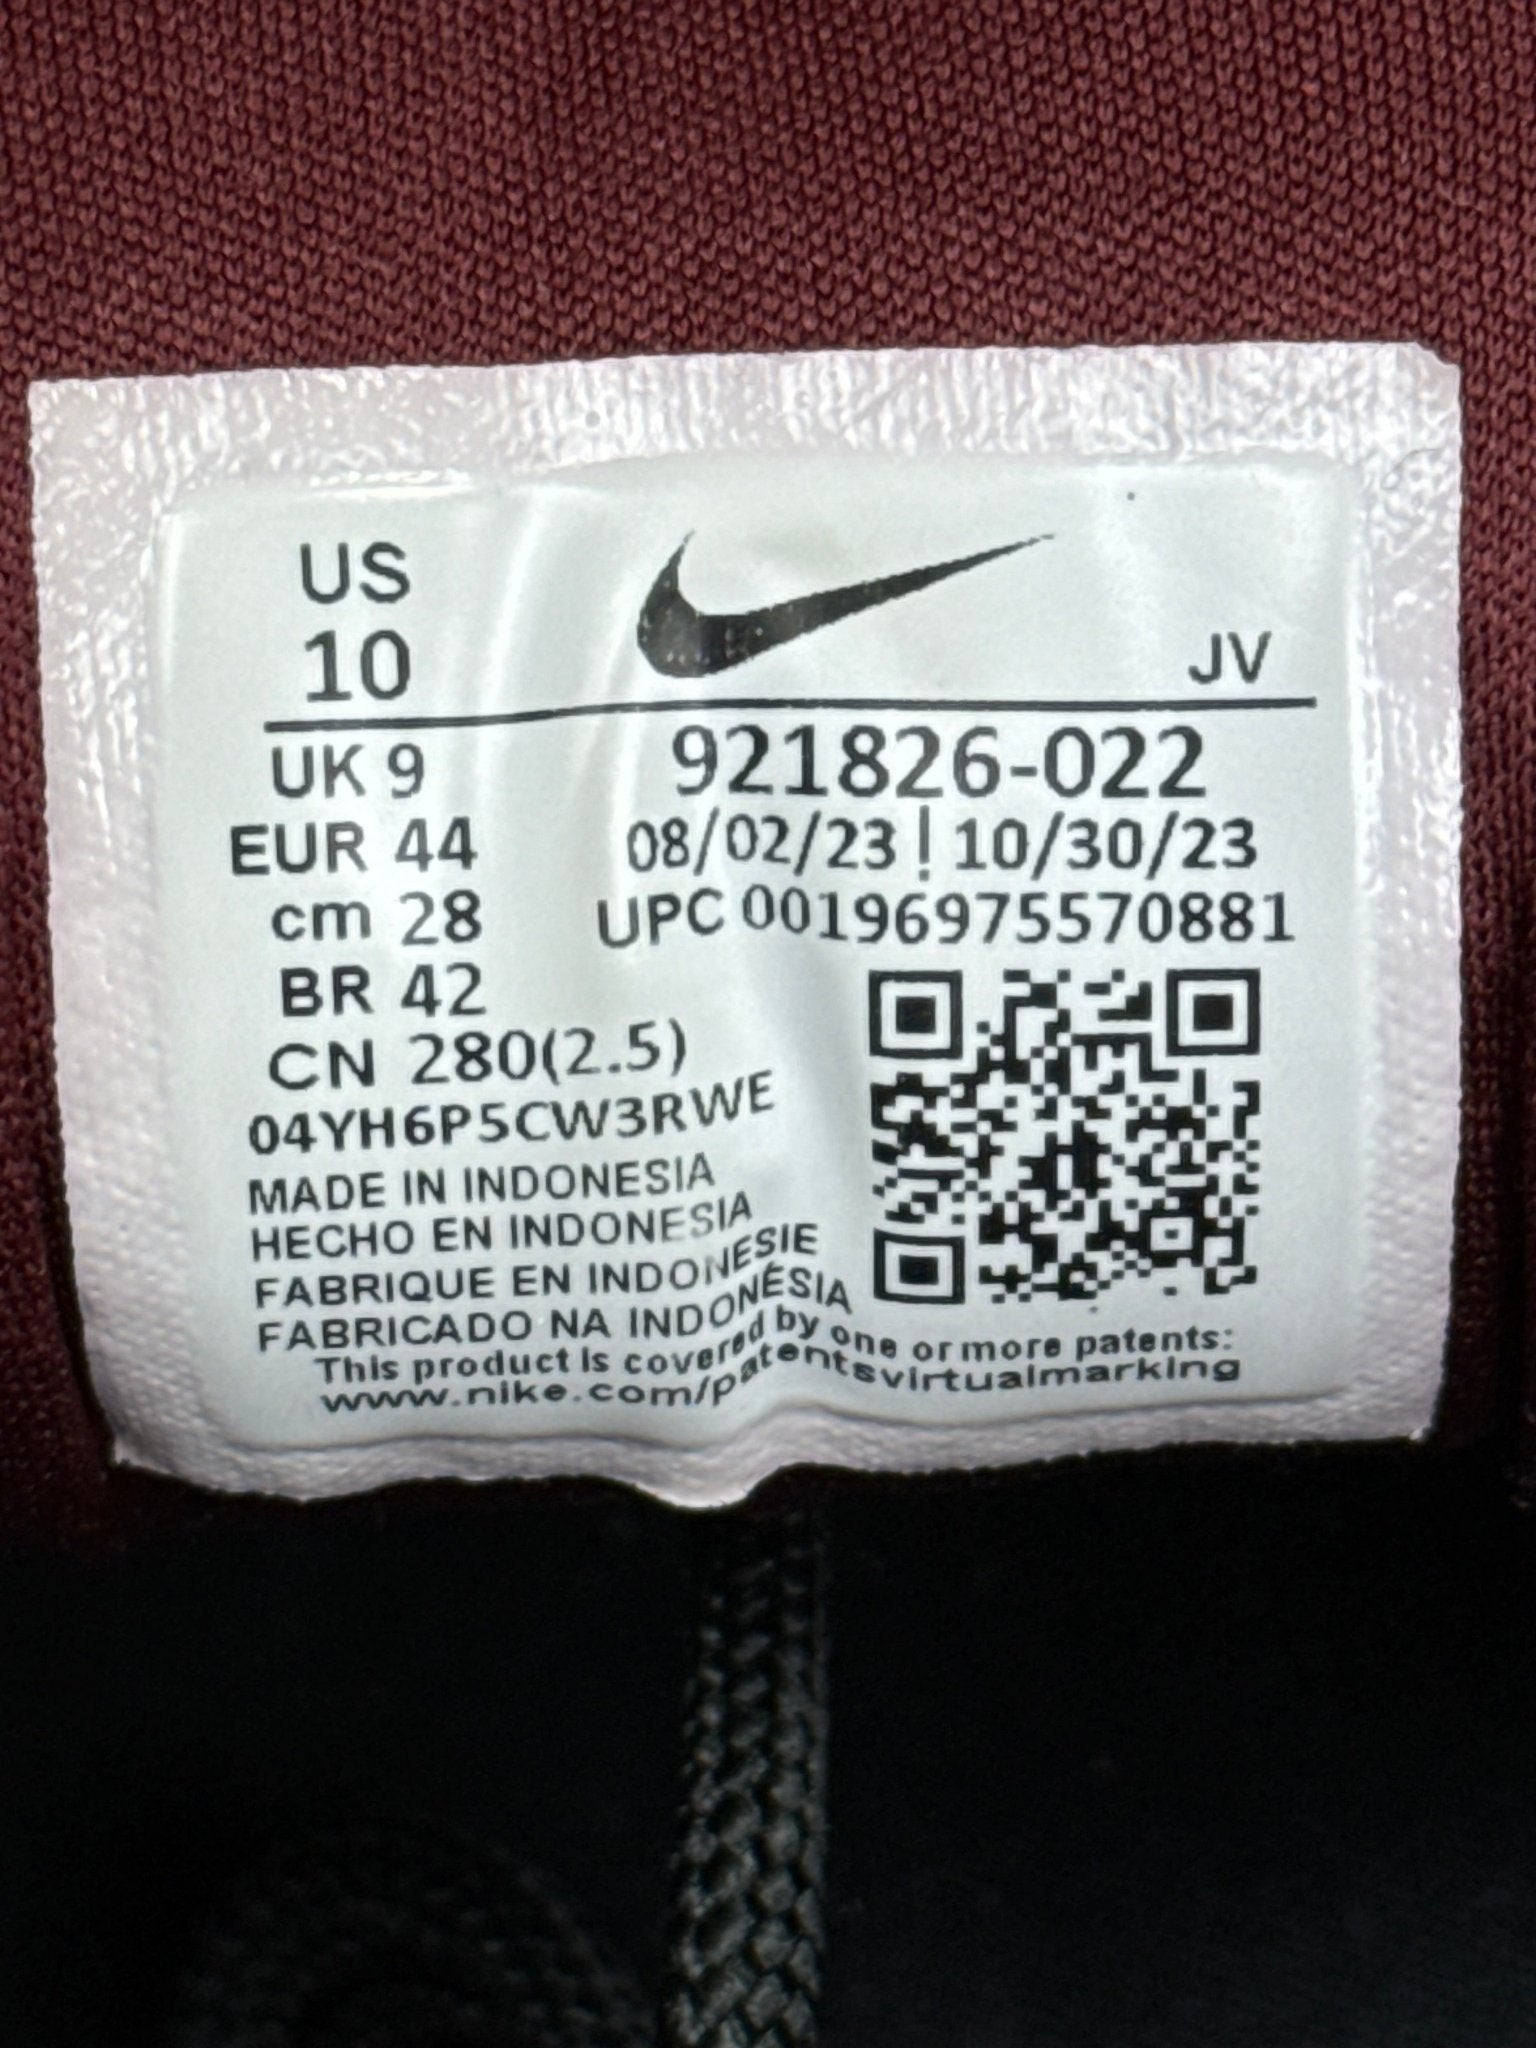 US
10
JV
UK 9
921826-022
EUR 44
08/02/23 | 10/30/23
cm 28
UPC 00196975570881
BR 42
CN 280(2.5)
04YH6P5CW3RWE
MADE IN INDONESIA
HECHO EN INDONESIA
FABRIQUE EN INDONESIE
FABRICADO NA INDONÉSIA
This product is covered by one or more patents:
www.nike.com/patentsvirtualmarking